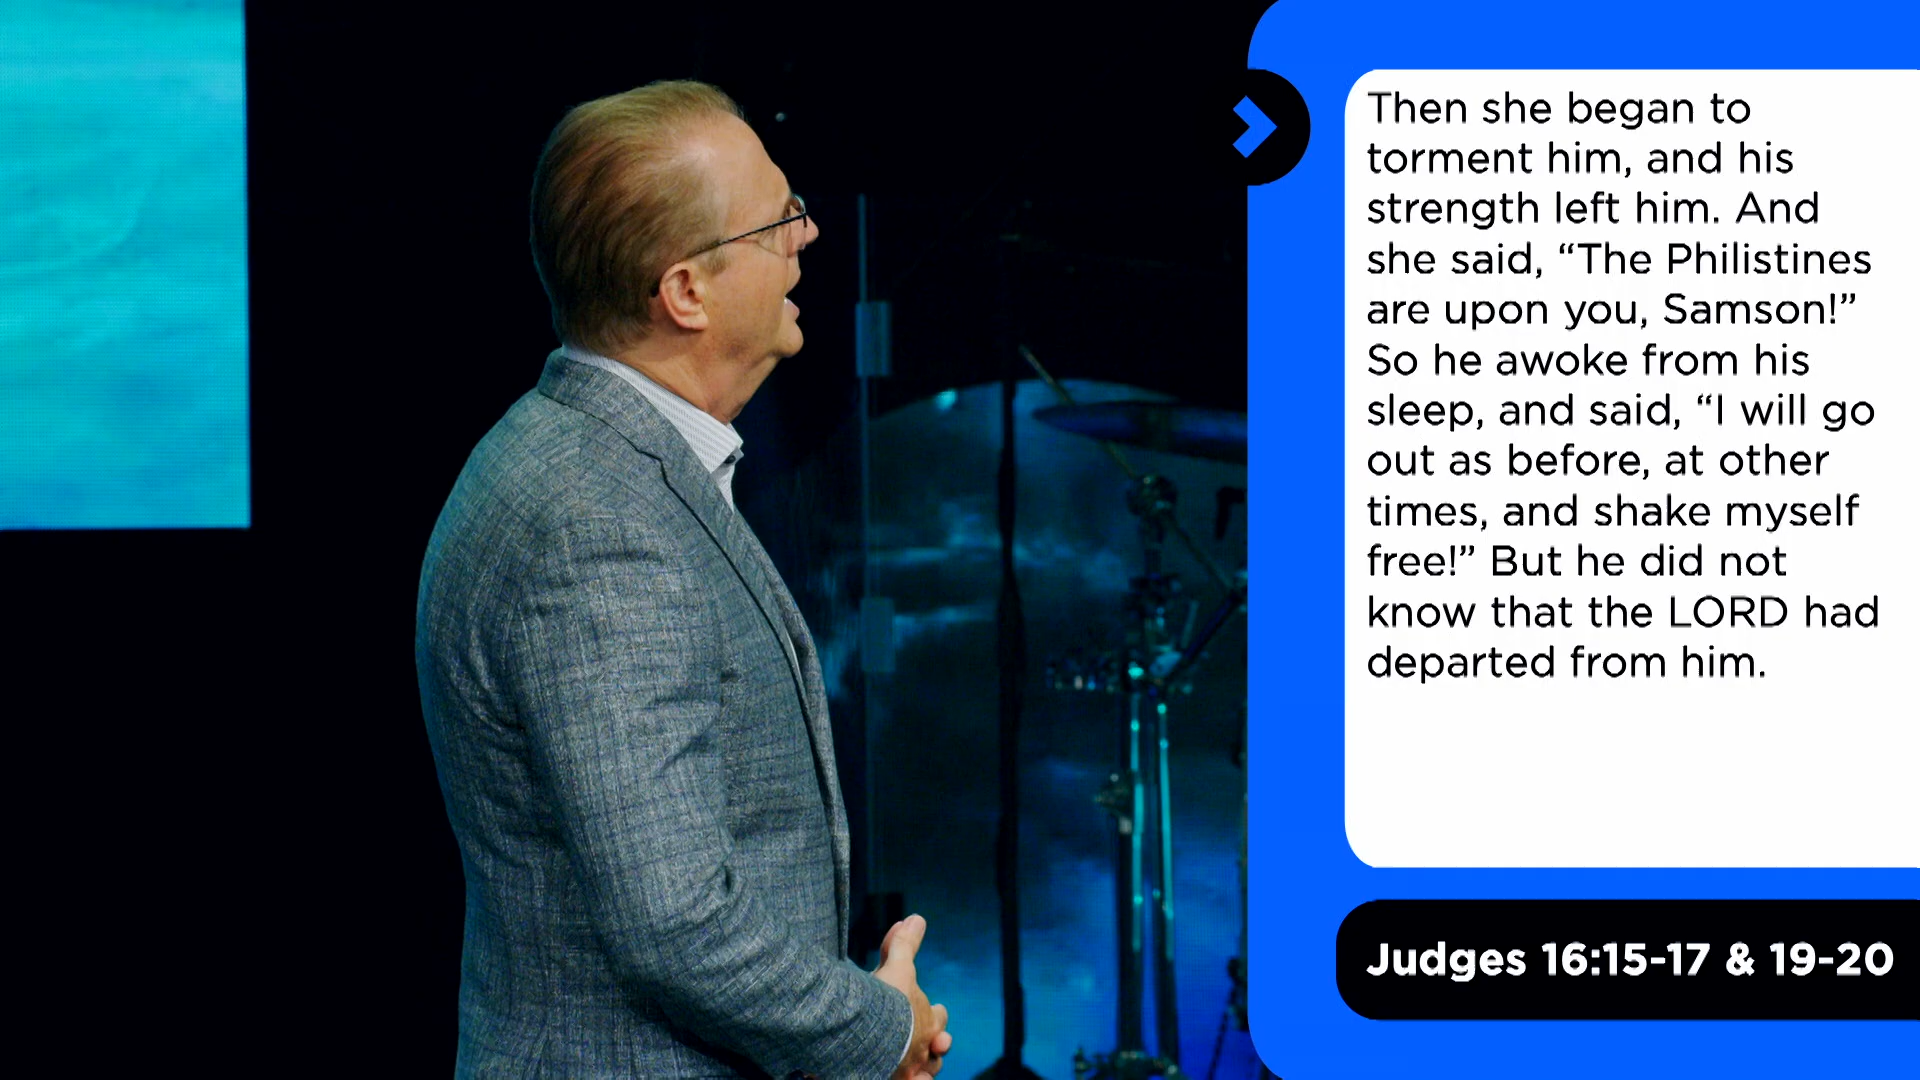 Then she began to
torment him, and his
strength left him. And
she said, “The Philistines
are upon you, Samson!”
So he awoke from his
sleep, and said, “I will go
out as before, at other
times, and shake myself
free!” But he did not
know that the LORD had
departed from him.
Judges 16:15-17 & 19-20